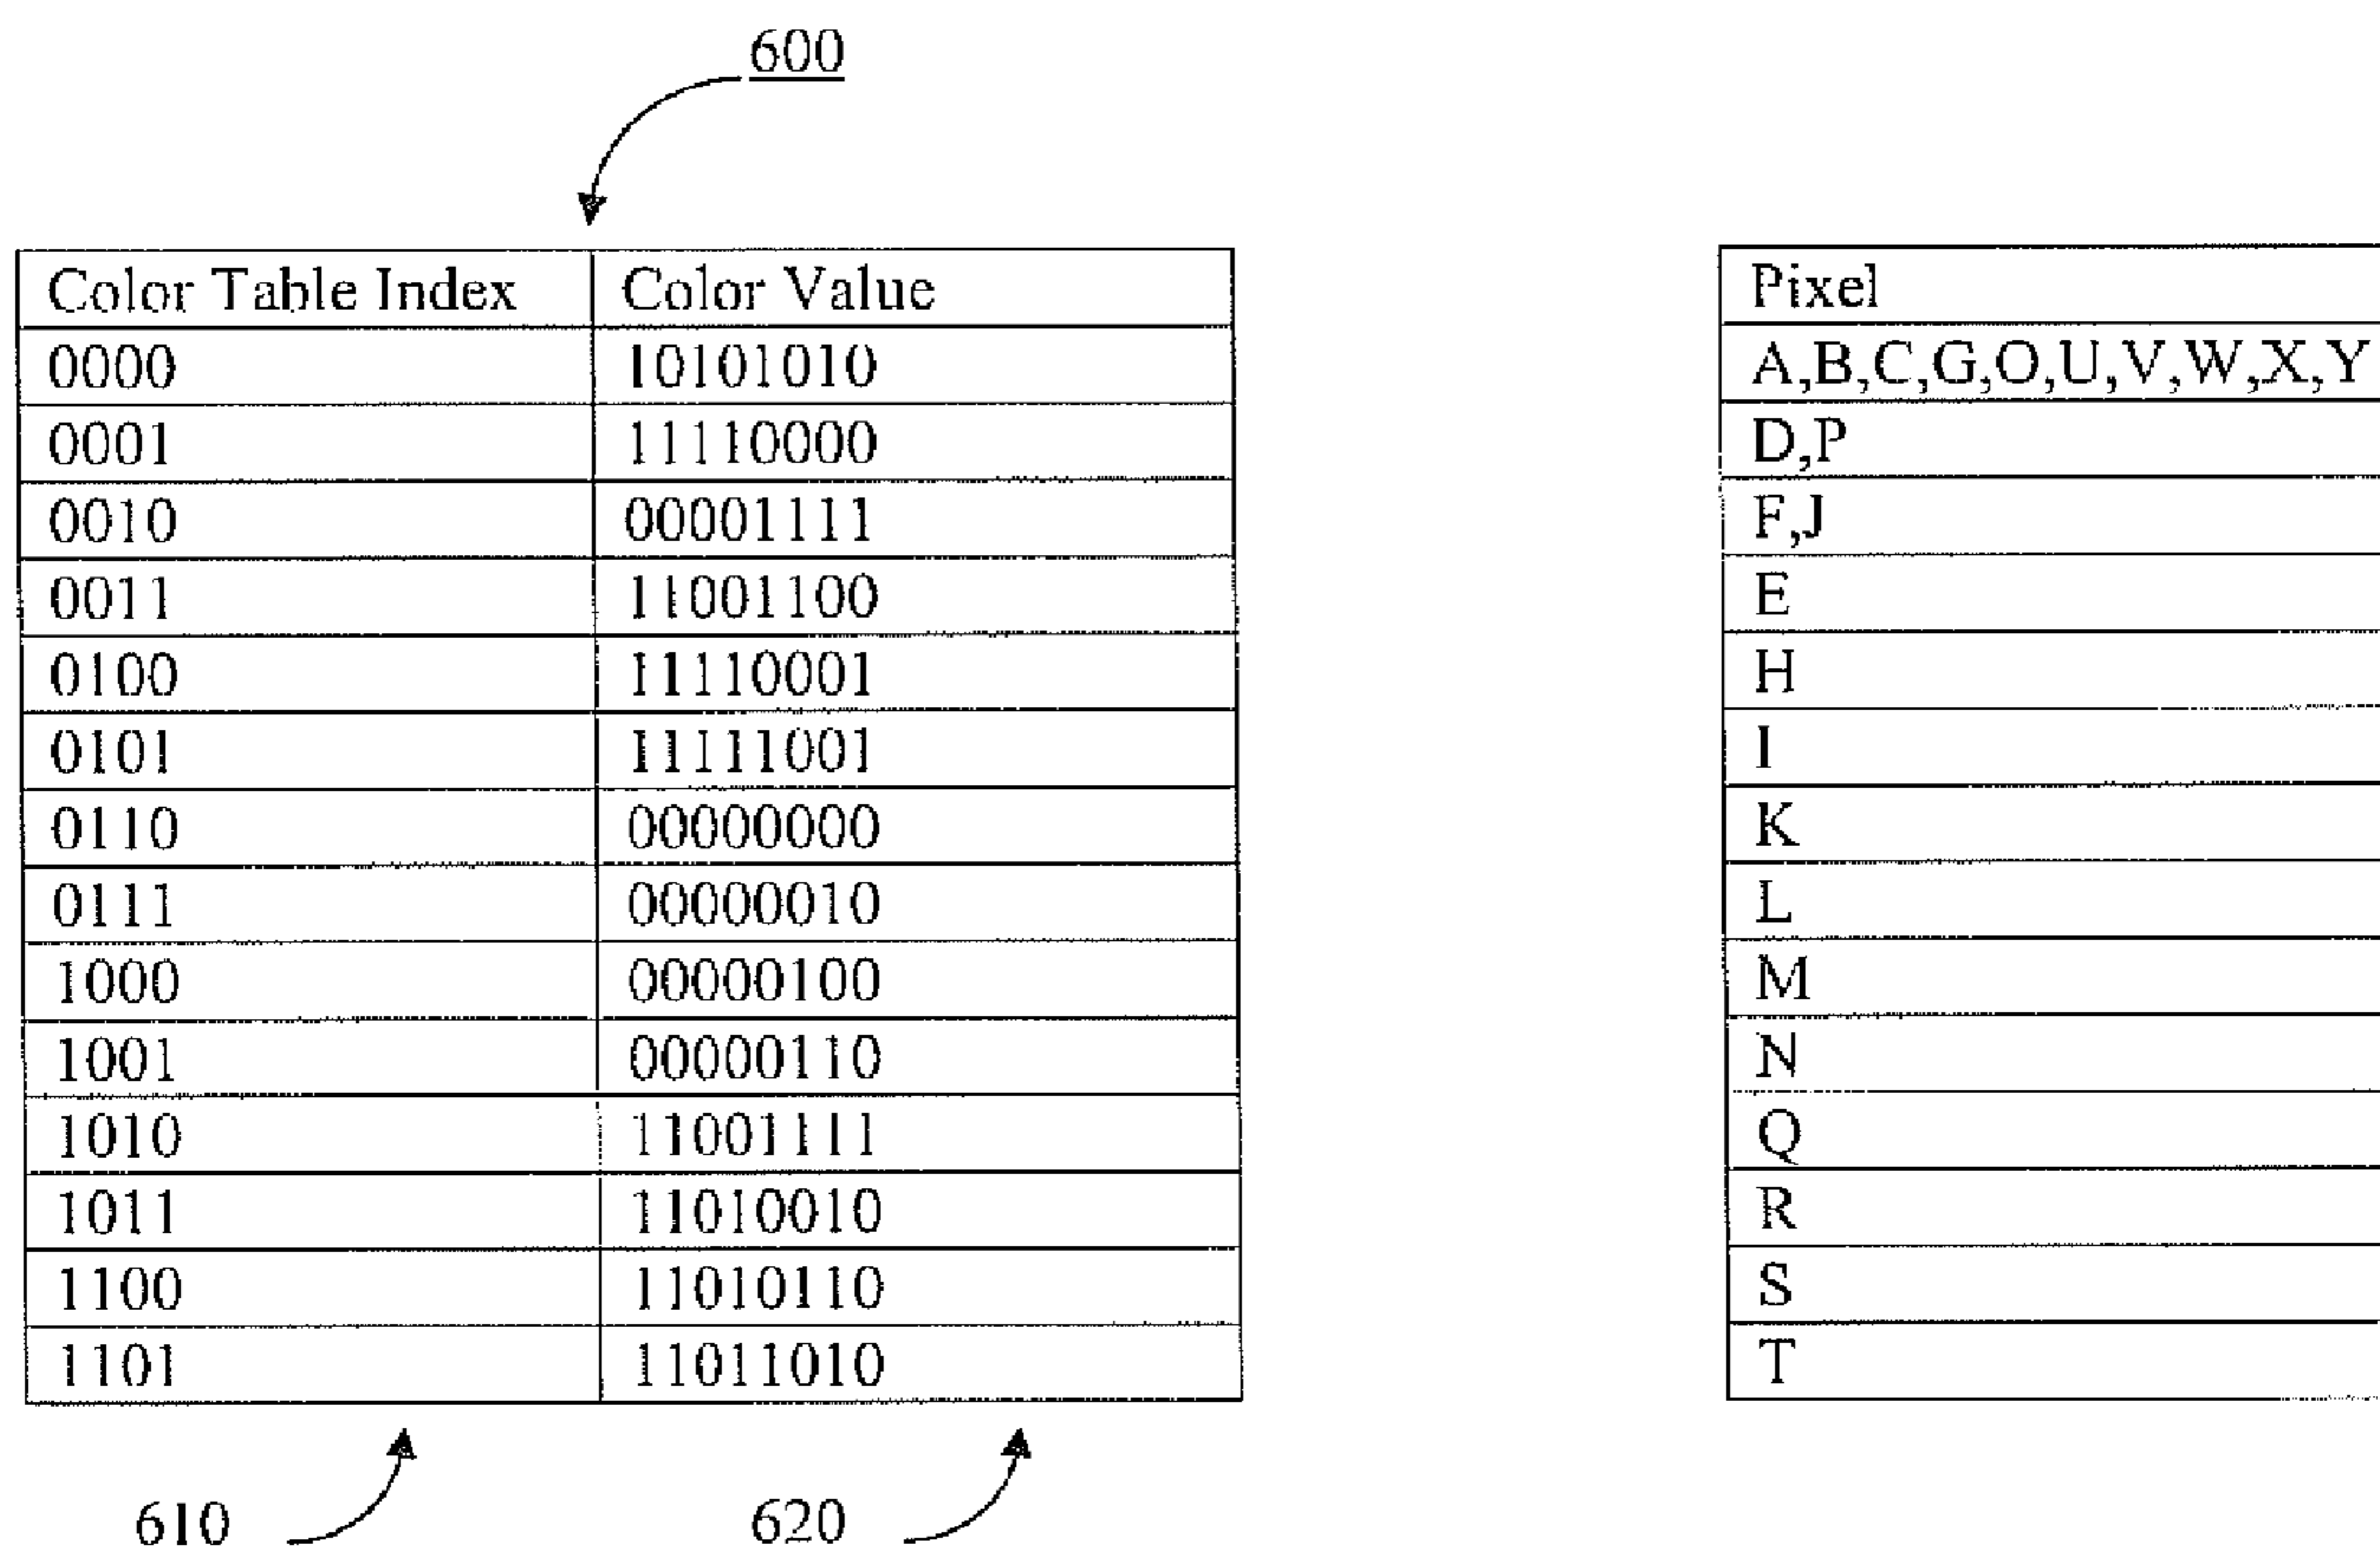 600
Color Table Index Color Value Pixel
0000 10101010 A,B,C,G,O,U,V,W,X,Y
0001 11110000 D,P
0010 00001111 F,J
0011 11001100 E
0100 11110001 H
0101 11111001 I
0110 00000000 K
0111 00000010 L
1000 00000100 M
1001 00000110 N
1010 11001111 Q
1011 11010010 R
1100 11010110 S
1101 11011010 T
610 620